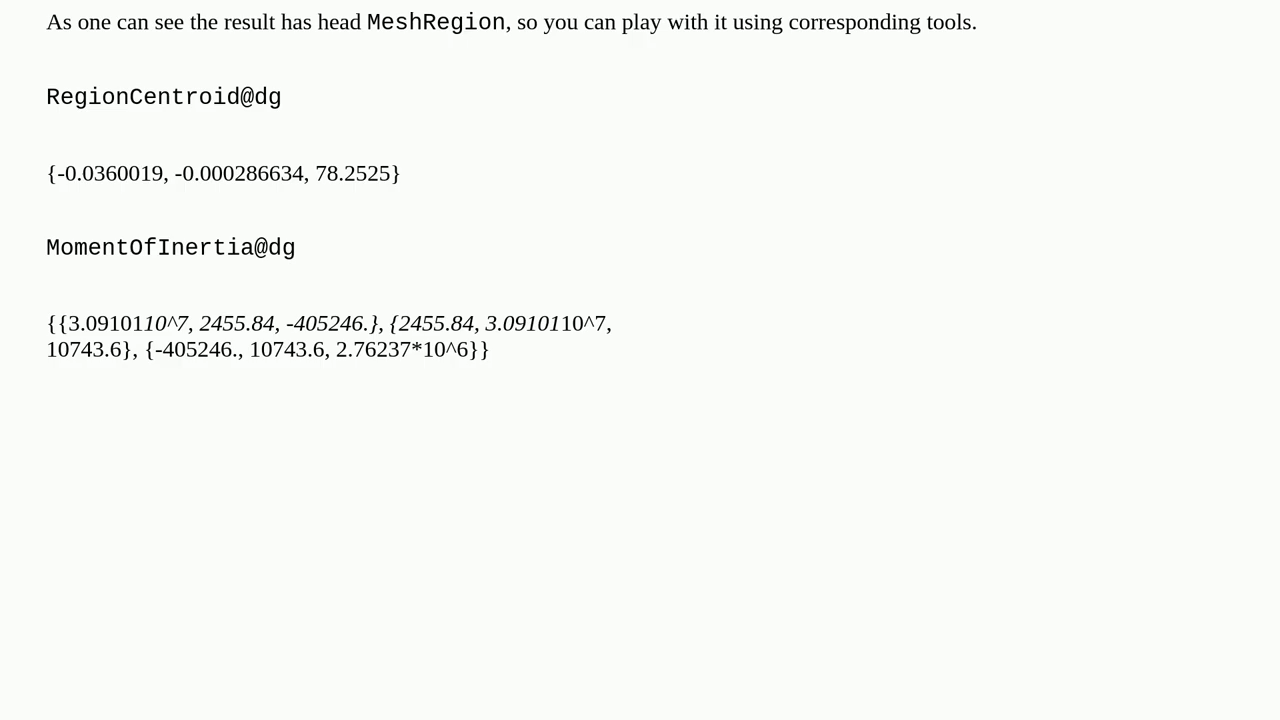 As one can see the result has head MeshRegion, so you can play with it using corresponding tools.
RegionCentroid@dg
{-0.0360019, -0.000286634, 78.2525}
MomentOfInertia@dg
{{3.0910110^7, 2455.84, -405246.}, {2455.84, 3.0910110^7,
10743.6}, {-405246., 10743.6, 2.76237*10^6}}